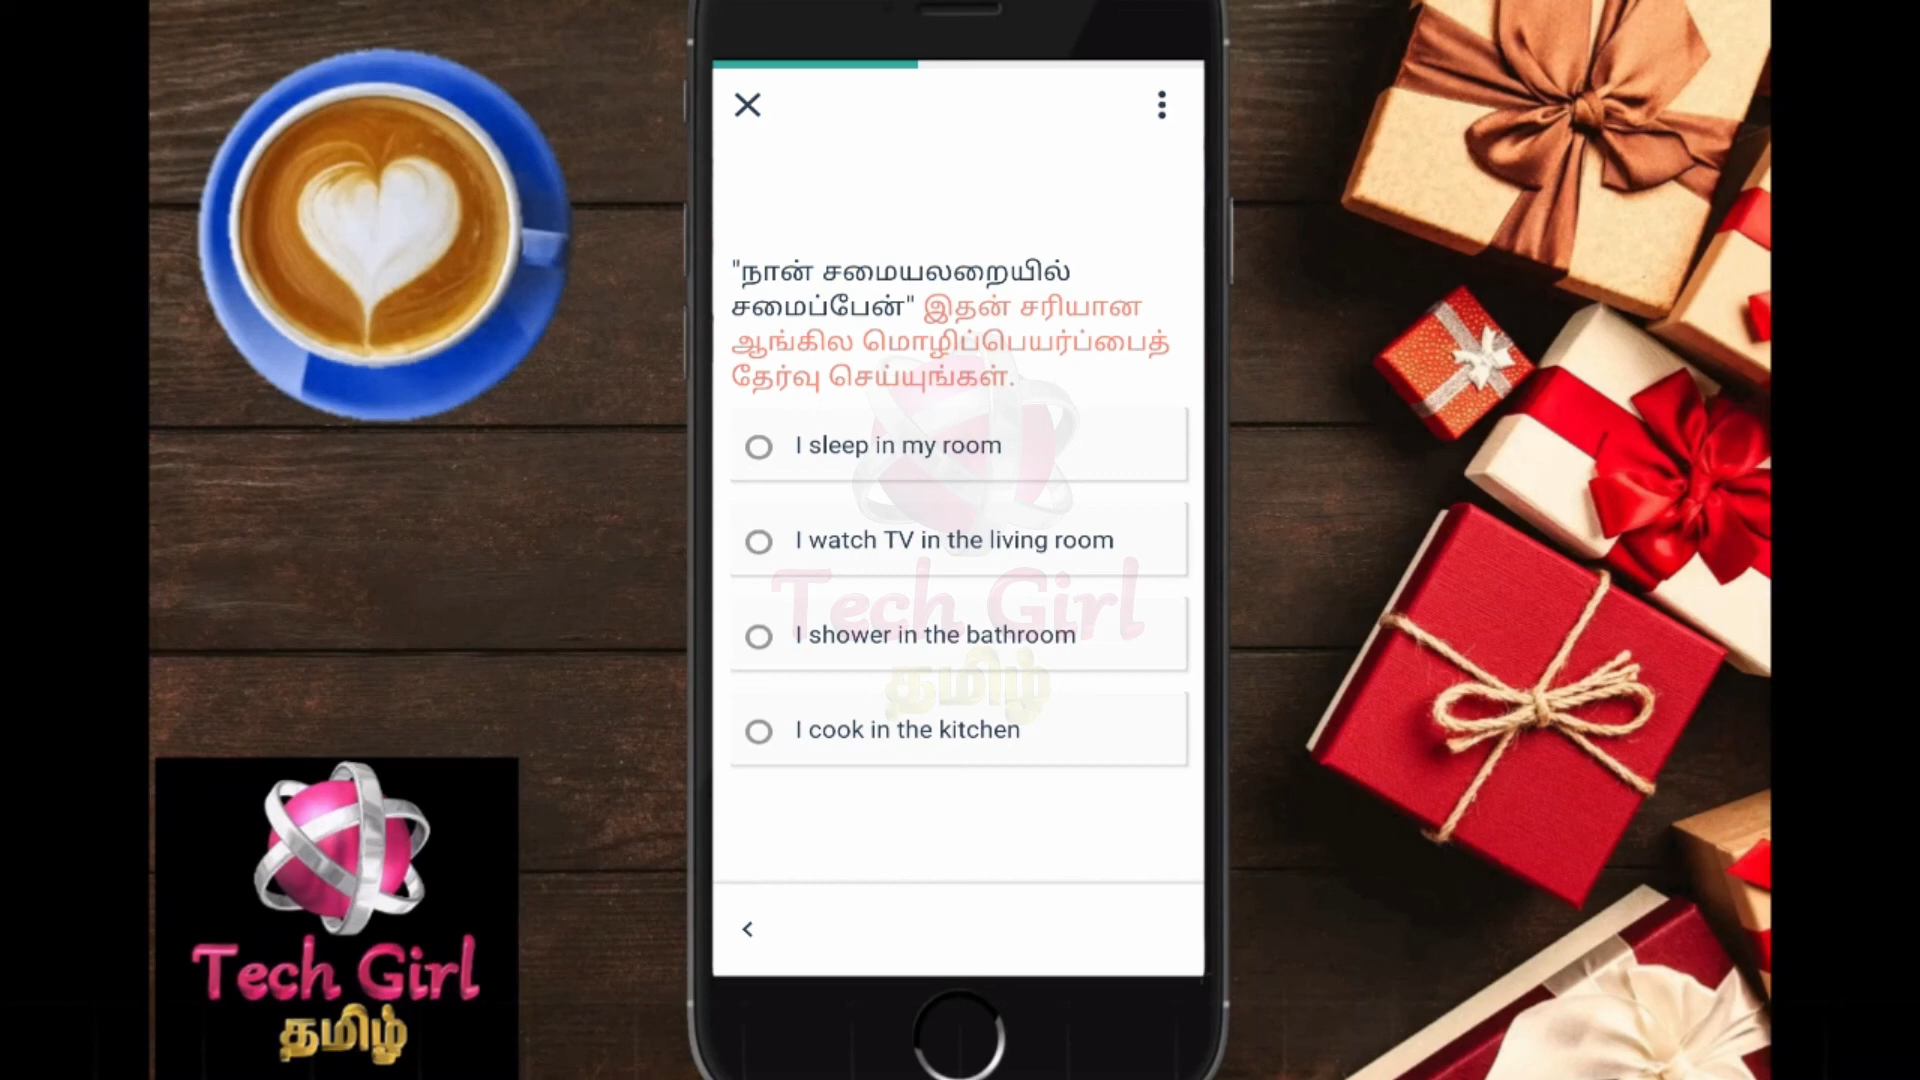 "நான் சமையலறையில்
சமைப்பேன்" இதன் சரியான
ஆங்கில மொழிப்பெயர்ப்பைத்
தேர்வு செய்யுங்கள்.
I sleep in my room
I watch TV in the living room
I shower in the bathroom
I cook in the kitchen
Tech Girl
தமிழ்
Tech Girl
தமிழ்